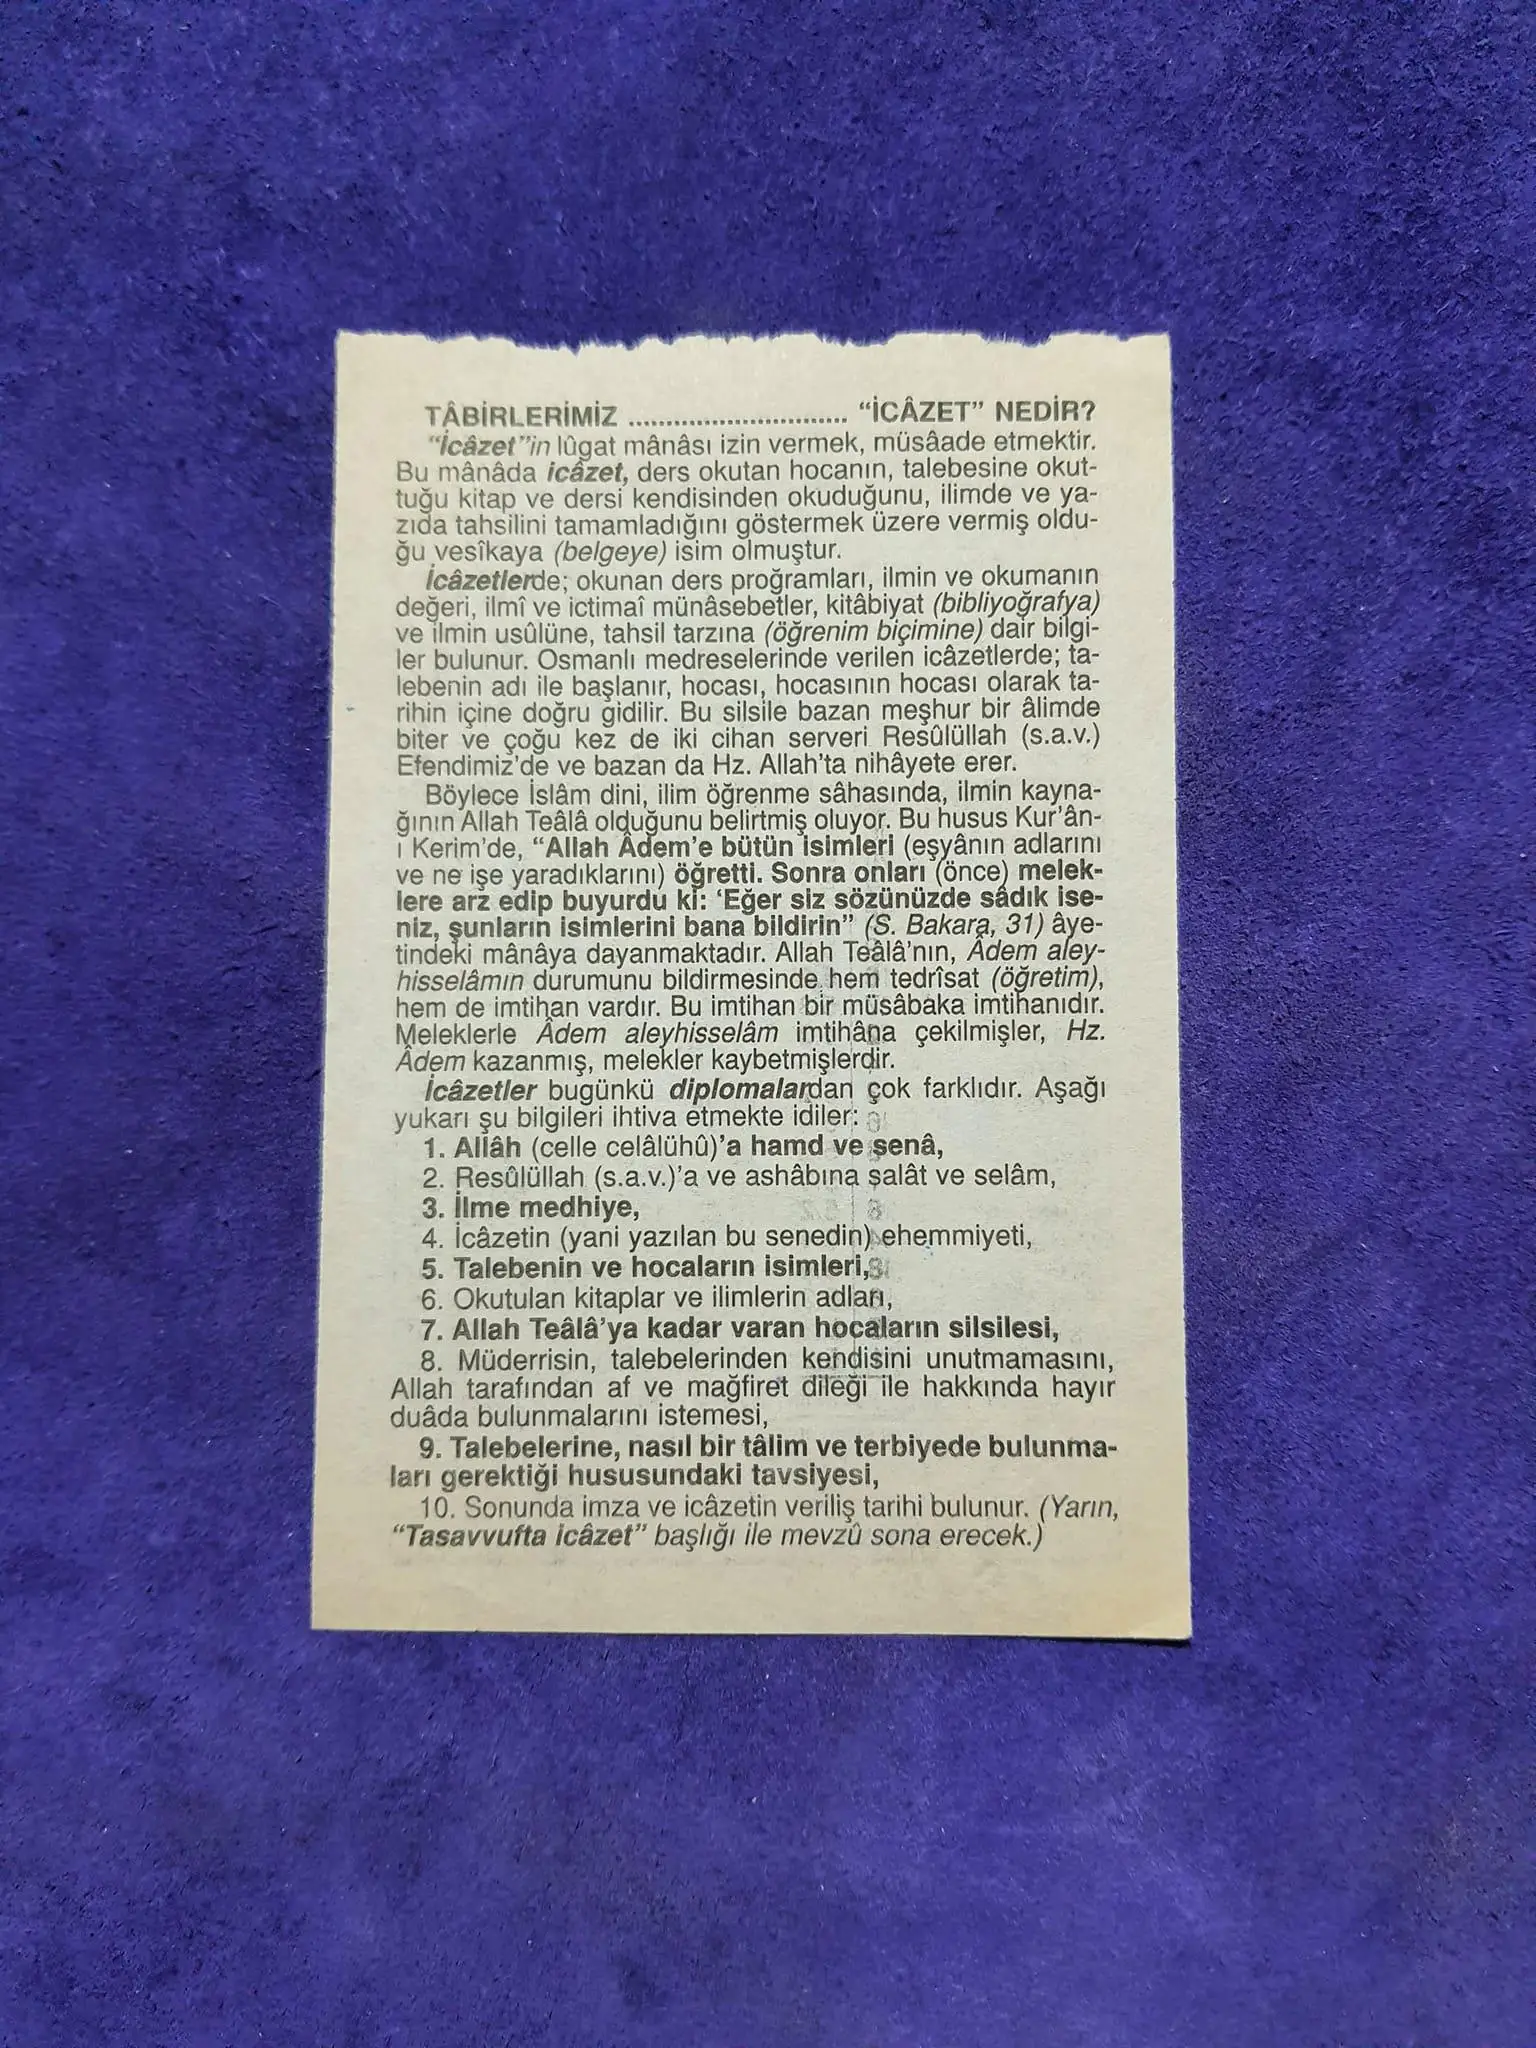 TÂBİRLERİMİZ ............................. “İCÂZET” NEDİR?
“İcâzet”in lûgat mânâsı izin vermek, müsâade etmektir.
Bu mânâda icâzet, ders okutan hocanın, talebesine okut-
tuğu kitap ve dersi kendisinden okuduğunu, ilimde ve ya-
zıda tahsilini tamamladığını göstermek üzere vermiş oldu-
ğu vesîkaya (belgeye) isim olmuştur.
İcâzetlerde; okunan ders proğramları, ilmin ve okumanın
değeri, ilmî ve ictimaî münâsebetler, kitâbiyat (bibliyoğrafya)
ve ilmin usûlüne, tahsil tarzına (öğrenim biçimine) dair bilgi-
ler bulunur. Osmanlı medreselerinde verilen icâzetlerde; ta-
lebenin adı ile başlanır, hocası, hocasının hocası olarak ta-
rihin içine doğru gidilir. Bu silsile bazan meşhur bir âlimde
biter ve çoğu kez de iki cihan serveri Resûlüllah (s.a.v.)
Efendimiz’de ve bazan da Hz. Allah’ta nihâyete erer.
Böylece İslâm dini, ilim öğrenme sâhasında, ilmin kayna-
ğının Allah Teâlâ olduğunu belirtmiş oluyor. Bu husus Kur’ân-
ı Kerim’de, “Allah Âdem’e bütün isimleri (eşyânın adlarını
ve ne işe yaradıklarını) öğretti. Sonra onları (önce) melek-
lere arz edip buyurdu ki: ‘Eğer siz sözünüzde sâdık ise-
niz, şunların isimlerini bana bildirin” (S. Bakara, 31) âye-
tindeki mânâya dayanmaktadır. Allah Teâlâ’nın, Âdem aley-
hisselâmın durumunu bildirmesinde hem tedrîsat (öğretim),
hem de imtihan vardır. Bu imtihan bir müsâbaka imtihanıdır.
Meleklerle Âdem aleyhisselâm imtihâna çekilmişler, Hz.
Âdem kazanmış, melekler kaybetmişlerdir.
İcâzetler bugünkü diplomalardan çok farklıdır. Aşağı
yukarı şu bilgileri ihtiva etmekte idiler:
1. Allâh (celle celâlühû)’a hamd ve senâ,
2. Resûlüllah (s.a.v.)’a ve ashâbına salât ve selâm,
3. İlme medhiye,
4. İcâzetin (yani yazılan bu senedin) ehemmiyeti,
5. Talebenin ve hocaların isimleri,
6. Okutulan kitaplar ve ilimlerin adları,
7. Allah Teâlâ’ya kadar varan hocaların silsilesi,
8. Müderrisin, talebelerinden kendisini unutmamasını,
Allah tarafından af ve mağfiret dileği ile hakkında hayır
duâda bulunmalarını istemesi,
9. Talebelerine, nasıl bir tâlim ve terbiyede bulunma-
ları gerektiği hususundaki tavsiyesi,
10. Sonunda imza ve icâzetin veriliş tarihi bulunur. (Yarın,
“Tasavvufta icâzet” başlığı ile mevzû sona erecek.)